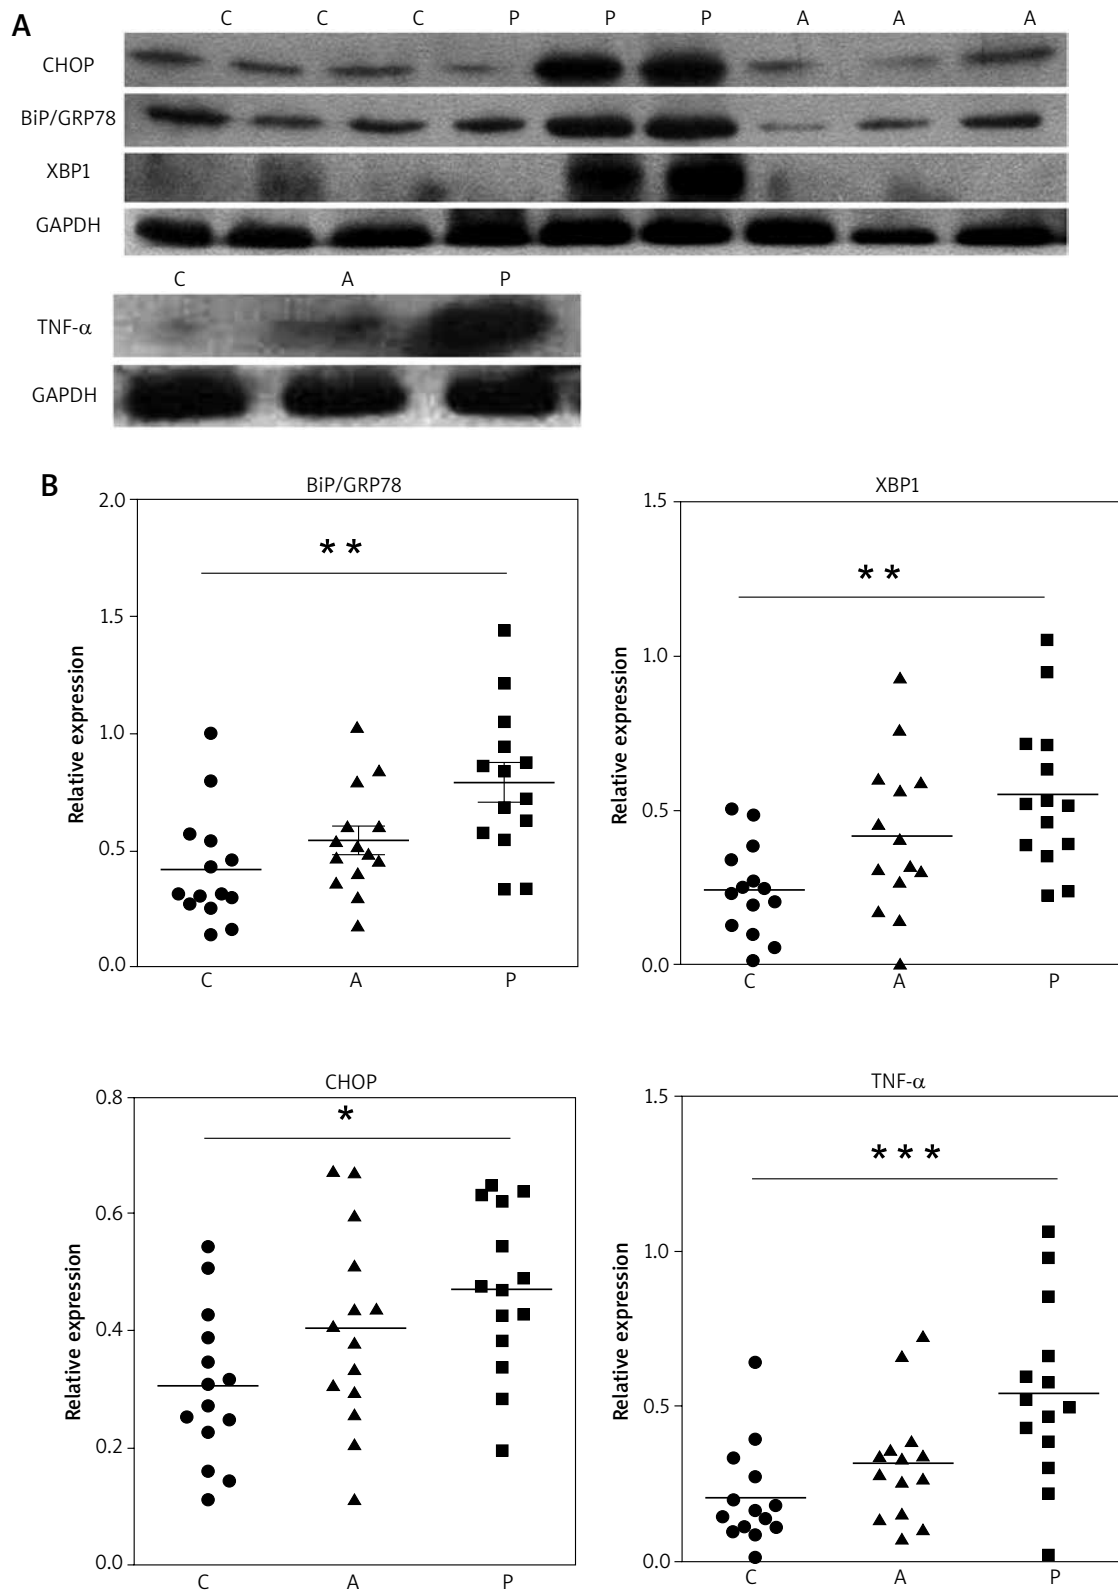 A
C C C P P P A A A
CHOP
BiP/GRP78
XBP1
GAPDH
C A P
TNF-α
GAPDH
B
BiP/GRP78
2.0
1.5
1.0
0.5
0.0
Relative expression
* *
C A P
XBP1
1.5
1.0
0.5
0.0
Relative expression
* *
C A P
CHOP
0.8
0.6
0.4
0.2
0.0
Relative expression
*
C A P
TNF-α
1.5
1.0
0.5
0.0
Relative expression
* * *
C A P